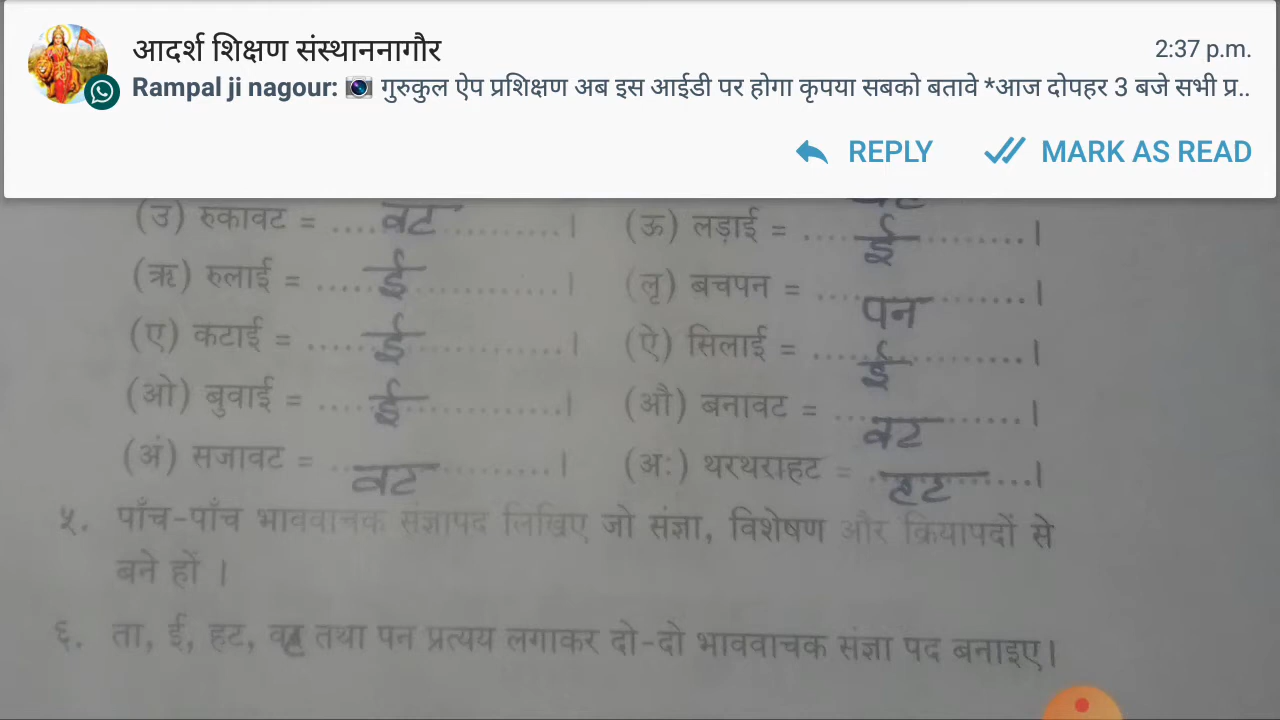 आदर्श शिक्षण संस्थाननागौर
2:37 p.m.
Rampal ji nagour: 📷 गुरुकुल ऐप प्रशिक्षण अब इस आईडी पर होगा कृपया सबको बतावे *आज दोपहर 3 बजे सभी प्र..
REPLY MARK AS READ
(उ) रुकावट = .... वट ...........। (ऊ) लड़ाई = .... ई ...........।
(ऋ) रुलाई = ..... ई ............। (लृ) बचपन = .... पन ...........।
(ए) कटाई = ..... ई ............। (ऐ) सिलाई = ..... ई ...........।
(ओ) बुवाई = .... ई ............। (औ) बनावट = .... वट ...........।
(अं) सजावट = .... वट ..........। (अः) थरथराहट = .... हट ......।
५. पाँच-पाँच भाववाचक संज्ञापद लिखिए जो संज्ञा, विशेषण और क्रियापदों से
बने हों ।
६. ता, ई, हट, वट तथा पन प्रत्यय लगाकर दो-दो भाववाचक संज्ञा पद बनाइए।